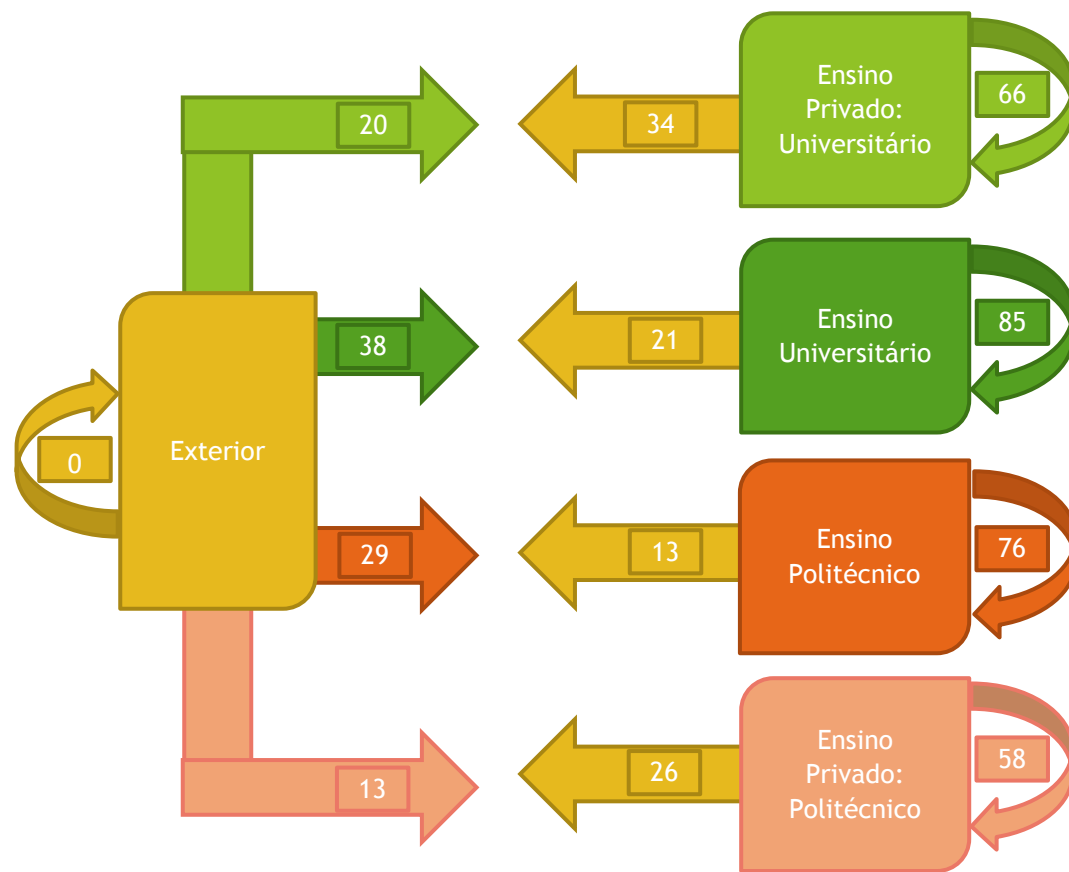 20
34
Ensino
Privado:
Universitário
66
38
21
Ensino
Universitário
85
Exterior
0
29
13
Ensino
Politécnico
76
13
26
Ensino
Privado:
Politécnico
58